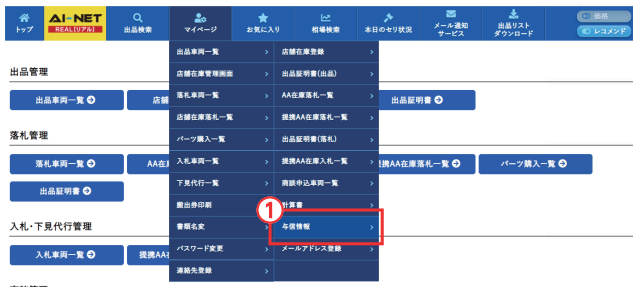 トップ
AI-NET
REAL[リアル]
出品検索
マイページ
お気に入り
相場検索
本日のセリ状況
メール通知
サービス
出品リスト
ダウンロード
価格
レコメンド
出品車両一覧
店舗在庫登録
出品管理
店舗在庫管理画面
出品証明書(出品)
出品車両一覧
店舗
落札車両一覧
AA在庫落札一覧
出品証明書
店舗在庫落札一覧
提携AA在庫落札一覧
落札管理
パーツ購入一覧
出品証明書(落札)
落札車両一覧
AA在
入札車両一覧
提携AA在庫入札一覧
提携AA在庫落札一覧
パーツ購入一覧
出品証明書
下見代行一覧
商談申込車両一覧
搬出券印刷
計算書
1
入札・下見代行管理
書類名変
与信情報
入札車両一覧
提携AA在
パスワード変更
メールアドレス登録
連絡先登録